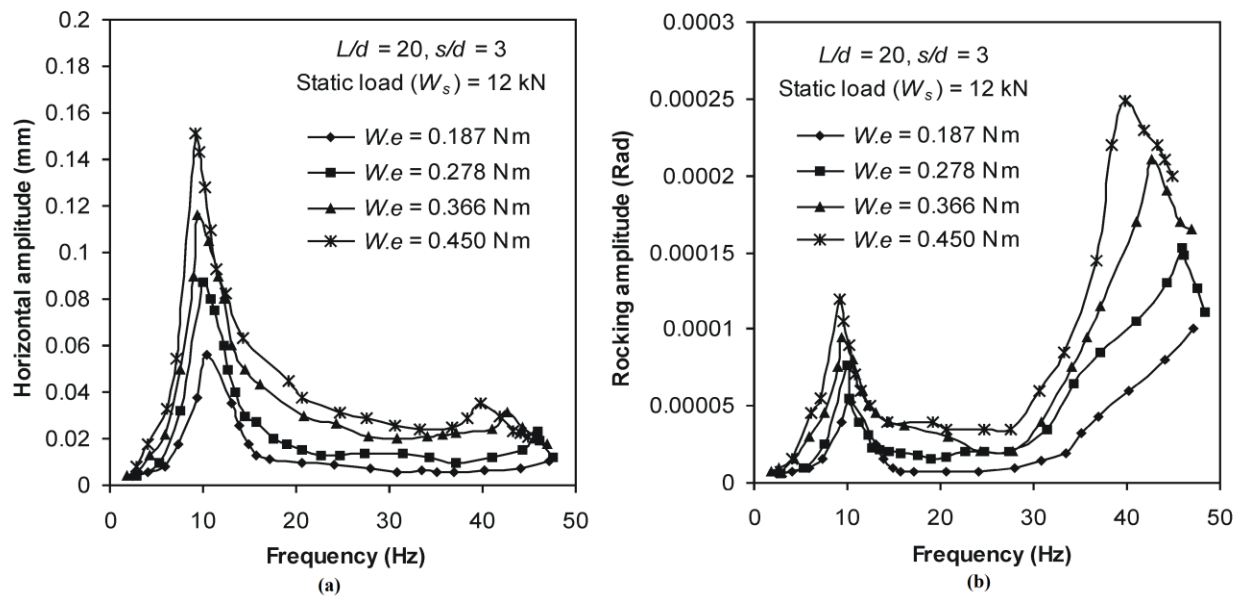 0.2
0.18
0.16
0.14
0.12
0.1
0.08
0.06
0.04
0.02
0
Horizontal amplitude (mm)
L/d = 20, s/d = 3
Static load (Ws) = 12 kN
W.e = 0.187 Nm
W.e = 0.278 Nm
W.e = 0.366 Nm
W.e = 0.450 Nm
0 10 20 30 40 50
Frequency (Hz)
(a)
0.0003
0.00025
0.0002
0.00015
0.0001
0.00005
0
Rocking amplitude (Rad)
L/d = 20, s/d = 3
Static load (Ws) = 12 kN
W.e = 0.187 Nm
W.e = 0.278 Nm
W.e = 0.366 Nm
W.e = 0.450 Nm
0 10 20 30 40 50
Frequency (Hz)
(b)